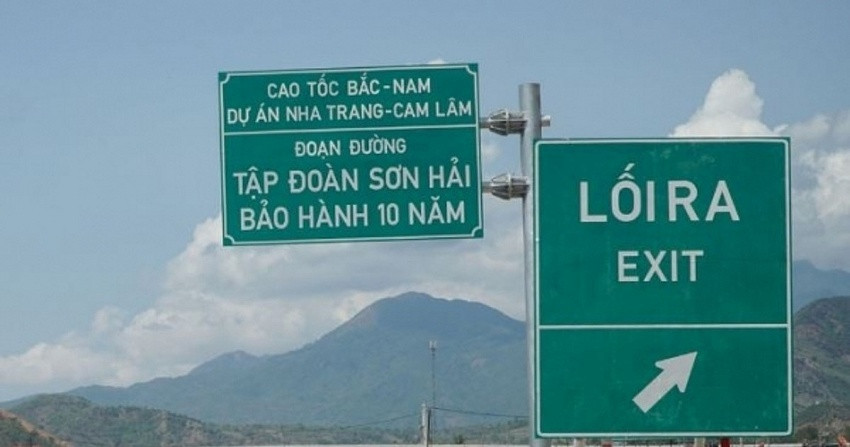 CAO TỐC BẮC-NAM
DỰ ÁN NHA TRANG-CAM LÂM
ĐOẠN ĐƯỜNG
TẬP ĐOÀN SƠN HẢI
BẢO HÀNH 10 NĂM
LỐI RA
EXIT